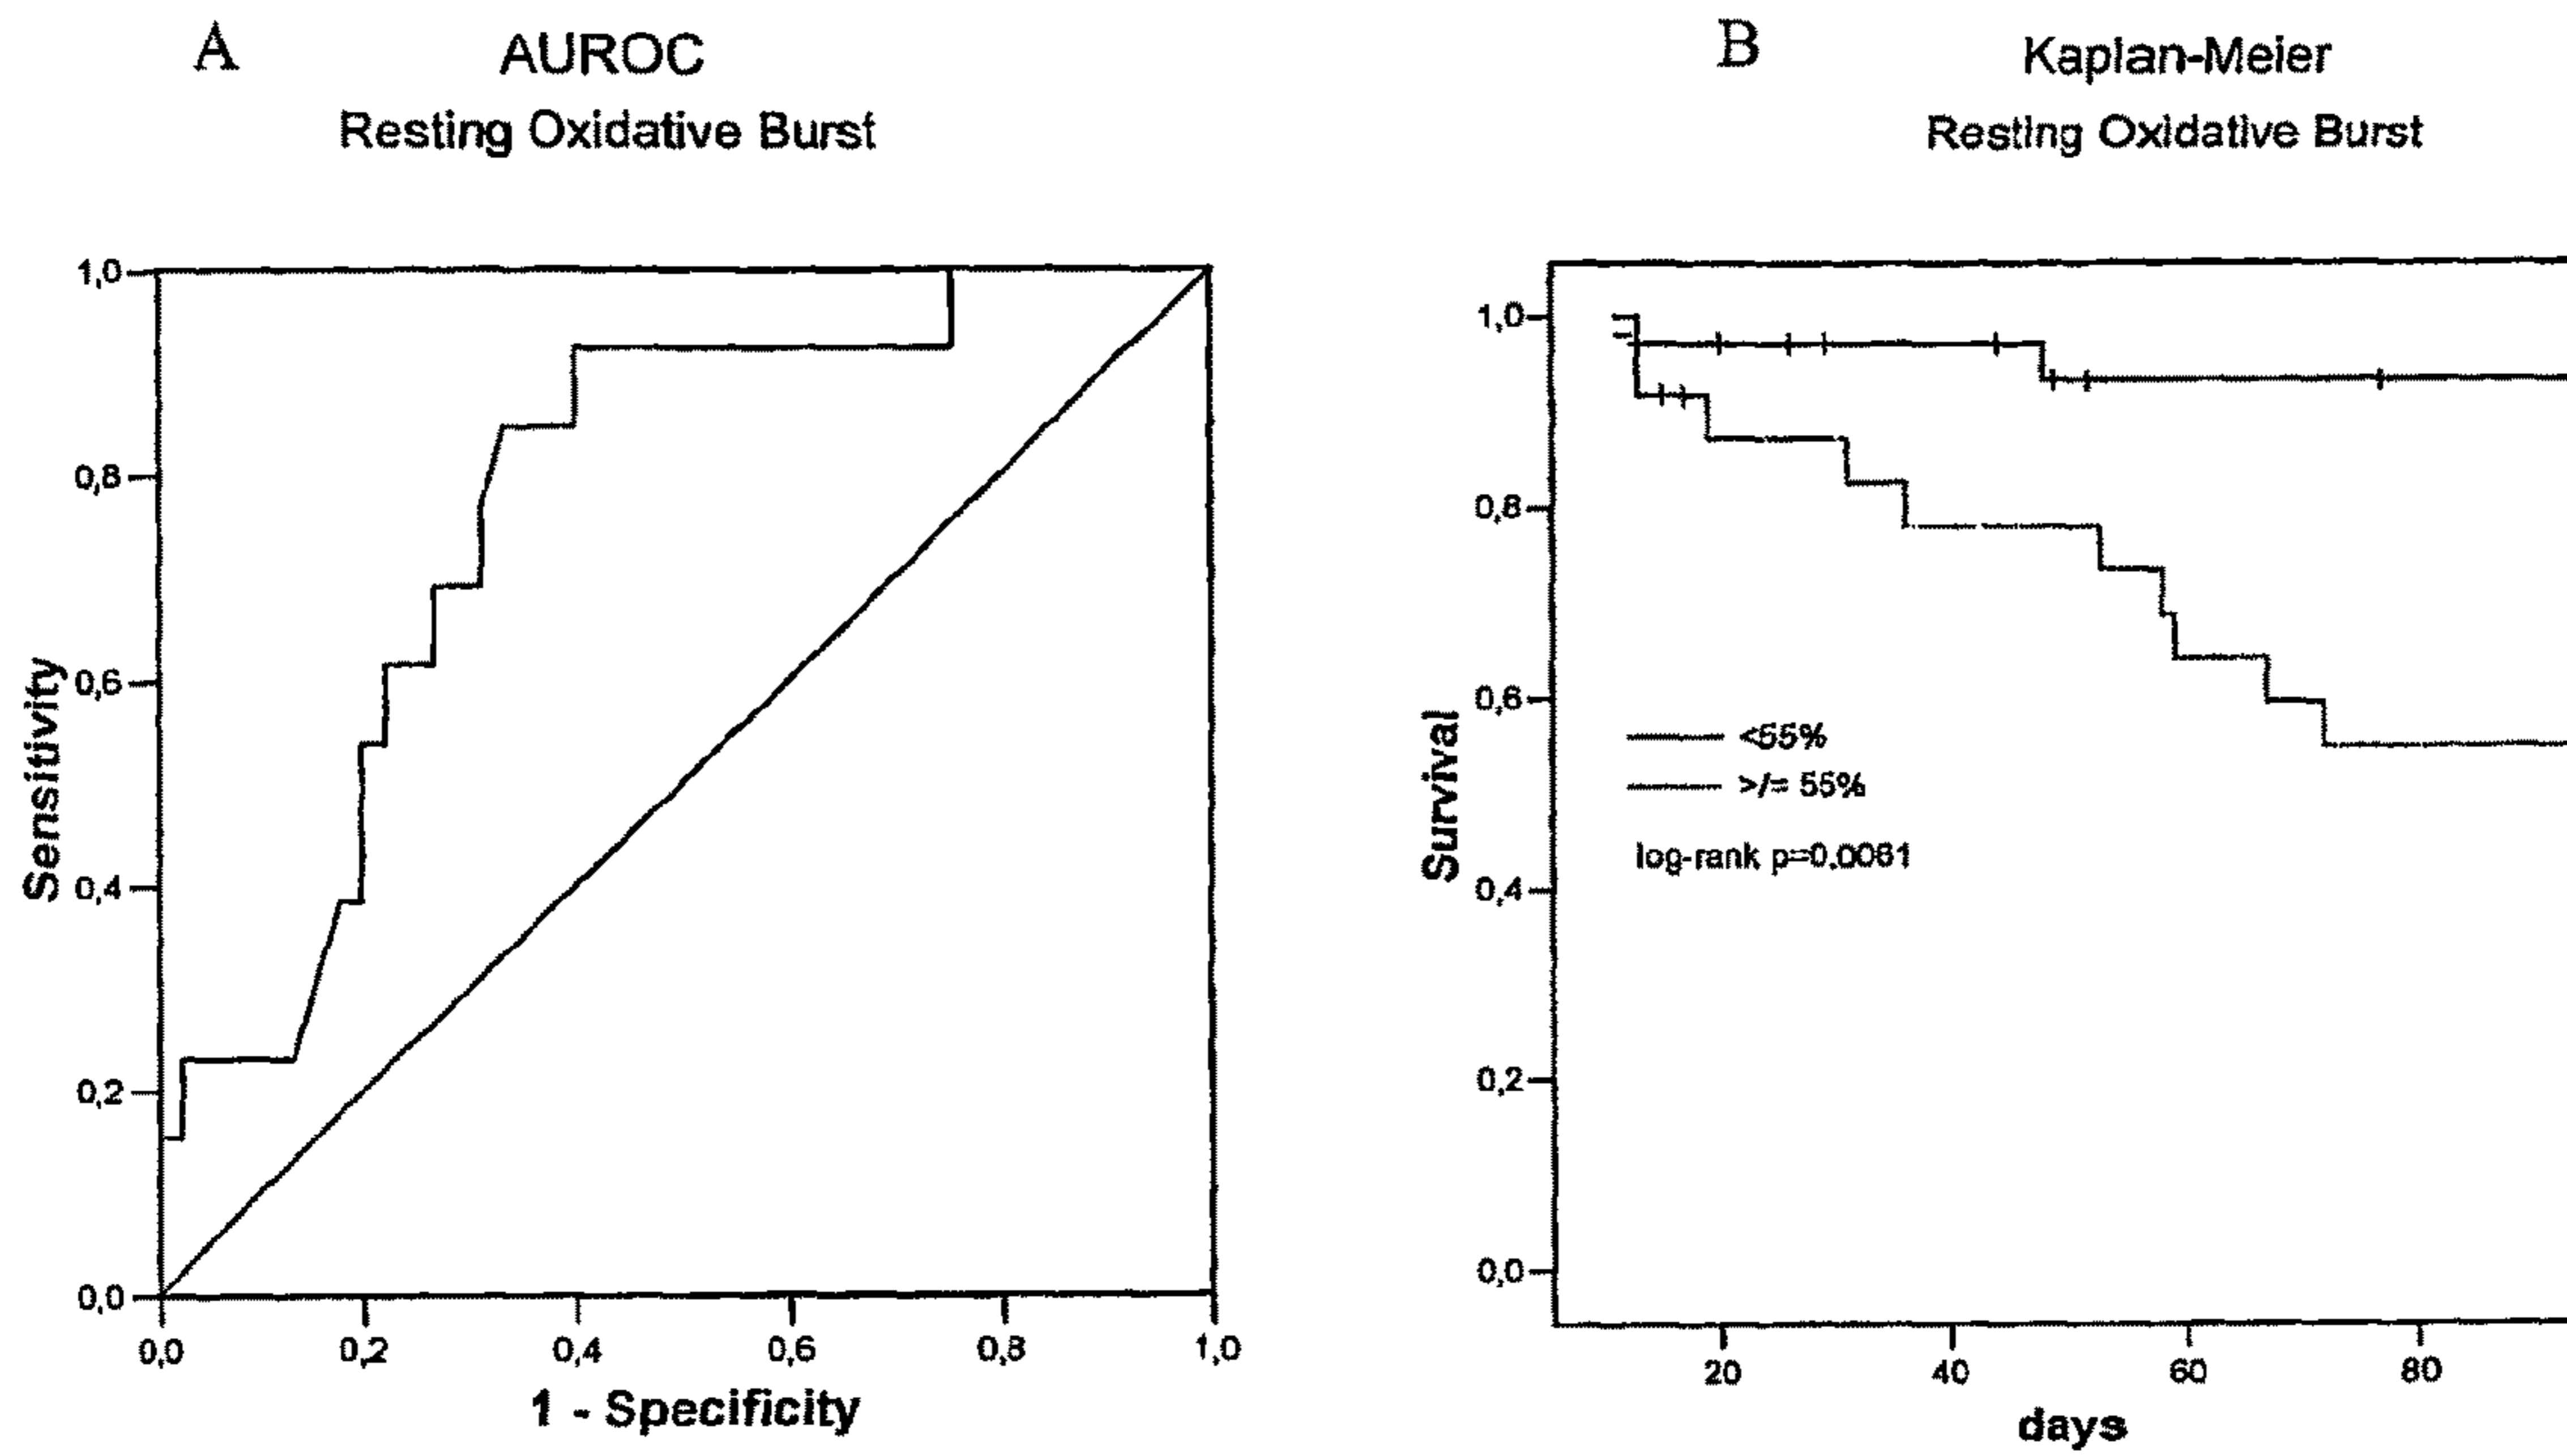 A
AUROC
Resting Oxidative Burst
1,0
0,8
0,6
0,4
0,2
0,0
Sensitivity
0,0 0,2 0,4 0,6 0,8 1,0
1 - Specificity
B
Kaplan-Meier
Resting Oxidative Burst
1,0
0,8
0,6
0,4
0,2
0,0
Survival
<55%
>/= 55%
log-rank p=0.0061
20 40 60 80
days